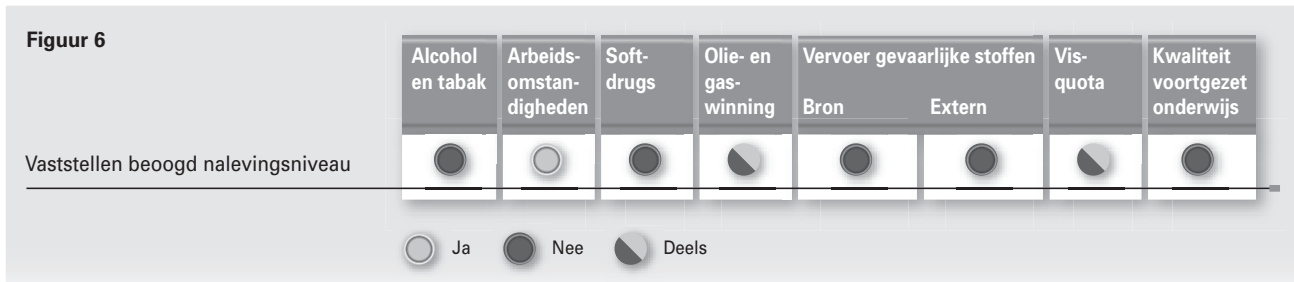 Figuur 6
Alcohol
en tabak
Arbeids-
omstan-
digheden
Soft-
drugs
Olie- en
gas-
winning
Vervoer gevaarlijke stoffen
Bron
Extern
Vis-
quota
Kwaliteit
voortgezet
onderwijs
Vaststellen beoogd nalevingsniveau
Ja
Nee
Deels